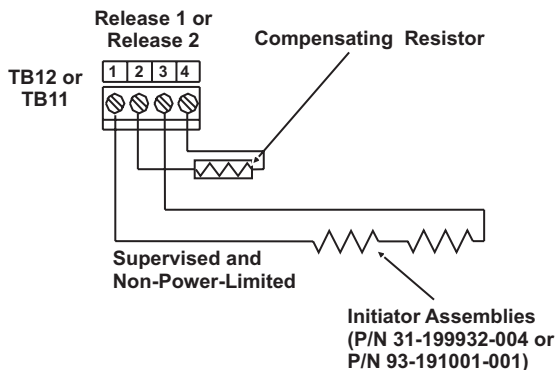 Release 1 or
Release 2
Compensating Resistor
TB12 or
TB11
1 2 3 4
Supervised and
Non-Power-Limited
Initiator Assemblies
(P/N 31-199932-004 or
P/N 93-191001-001)